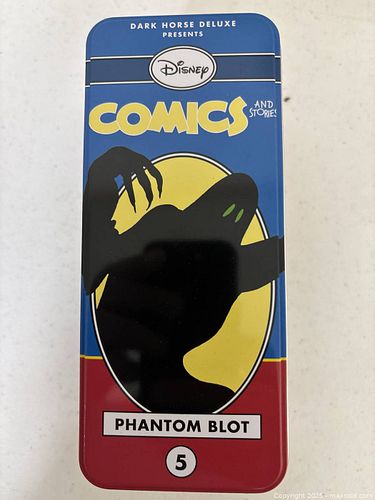 DARK HORSE DELUXE
PRESENTS
Disney
COMICS AND STORIES
PHANTOM BLOT
5